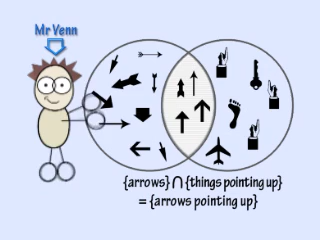 Mr Venn
{arrows} ∩ {things pointing up}
= {arrows pointing up}